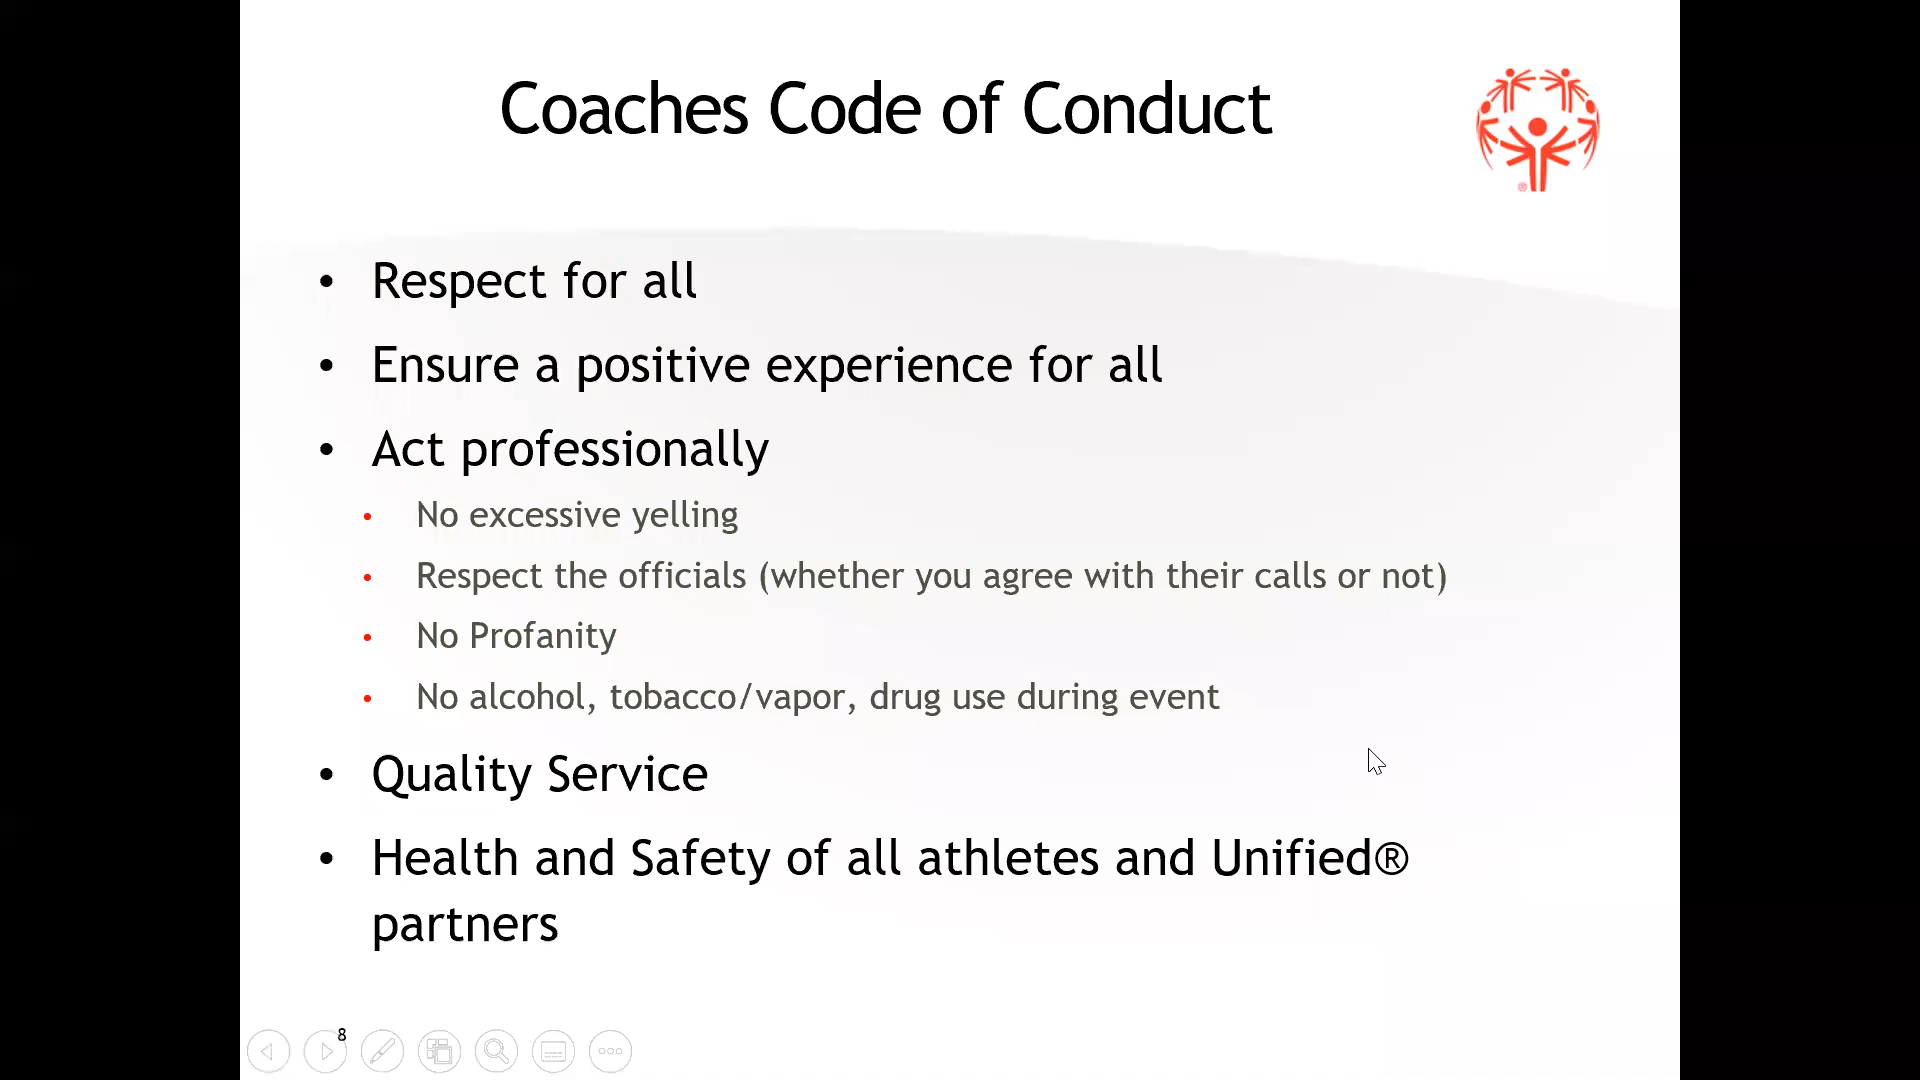 Coaches Code of Conduct
®
• Respect for all
• Ensure a positive experience for all
• Act professionally
• No excessive yelling
• Respect the officials (whether you agree with their calls or not)
• No Profanity
• No alcohol, tobacco/vapor, drug use during event
• Quality Service
• Health and Safety of all athletes and Unified®
partners
8